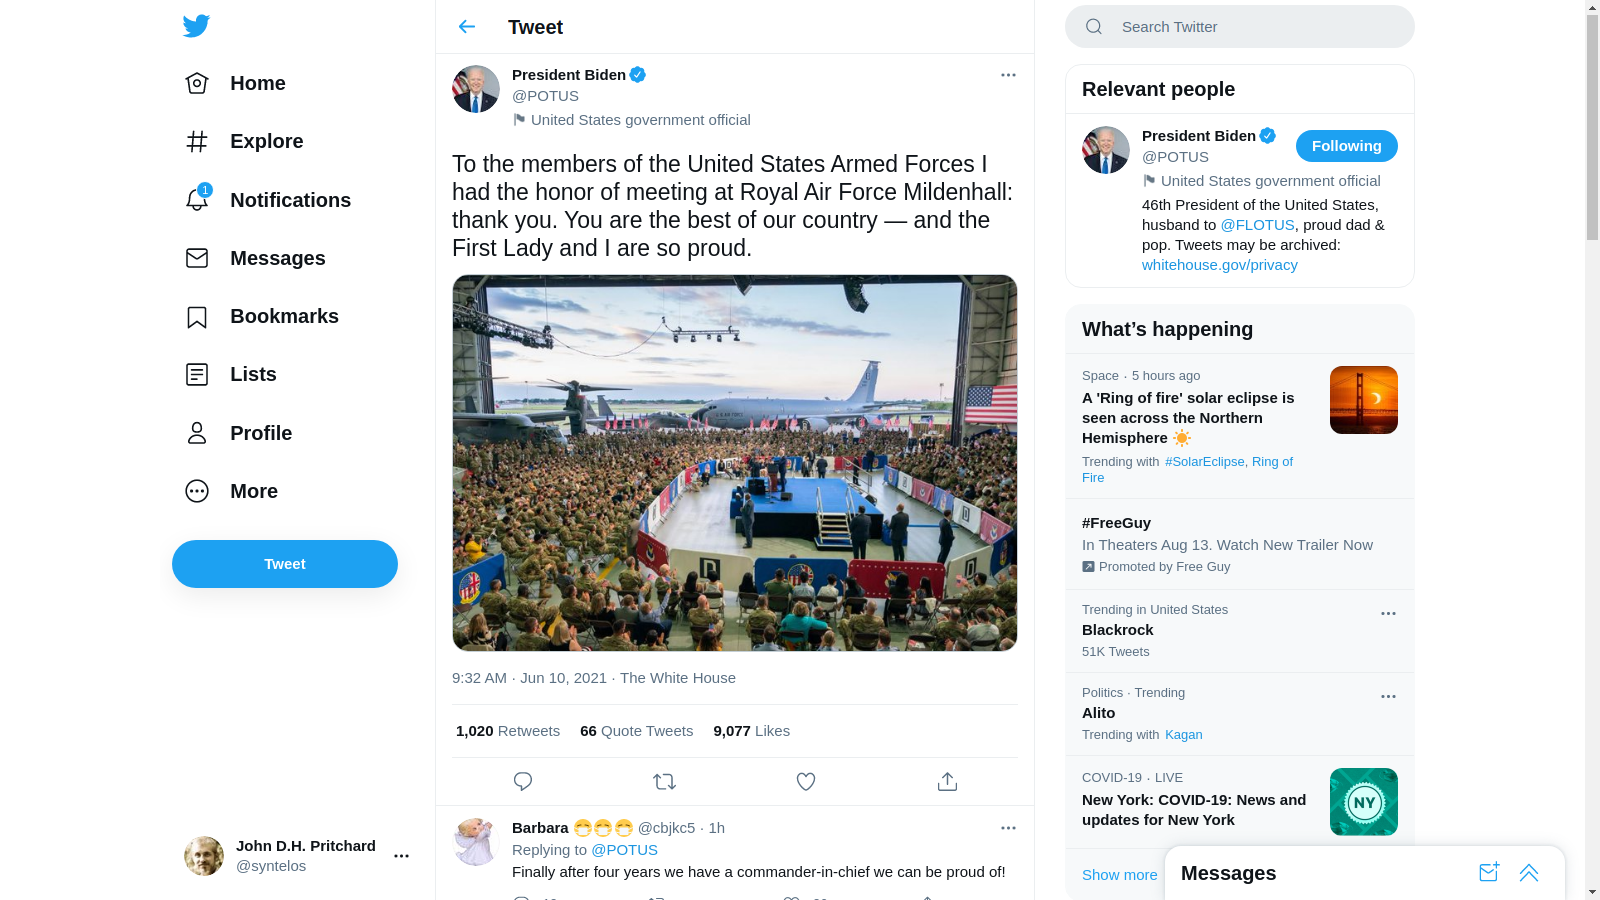 Home
Explore
1
Notifications
Messages
Bookmarks
Lists
Profile
More
Tweet
John D.H. Pritchard
@syntelos
Tweet
President Biden
@POTUS
United States government official
To the members of the United States Armed Forces I
had the honor of meeting at Royal Air Force Mildenhall:
thank you. You are the best of our country — and the
First Lady and I are so proud.
9:32 AM · Jun 10, 2021 · The White House
1,020 Retweets 66 Quote Tweets 9,077 Likes
Barbara 😷😷😷 @cbjkc5 · 1h
Replying to @POTUS
Finally after four years we have a commander-in-chief we can be proud of!
Search Twitter
Relevant people
President Biden
Following
@POTUS
United States government official
46th President of the United States,
husband to @FLOTUS, proud dad &
pop. Tweets may be archived:
whitehouse.gov/privacy
What’s happening
Space · 5 hours ago
A 'Ring of fire' solar eclipse is
seen across the Northern
Hemisphere ☀️
Trending with #SolarEclipse, Ring of
Fire
#FreeGuy
In Theaters Aug 13. Watch New Trailer Now
Promoted by Free Guy
Trending in United States
Blackrock
51K Tweets
Politics · Trending
Alito
Trending with Kagan
COVID-19 · LIVE
New York: COVID-19: News and
updates for New York
NY
Show more
Messages